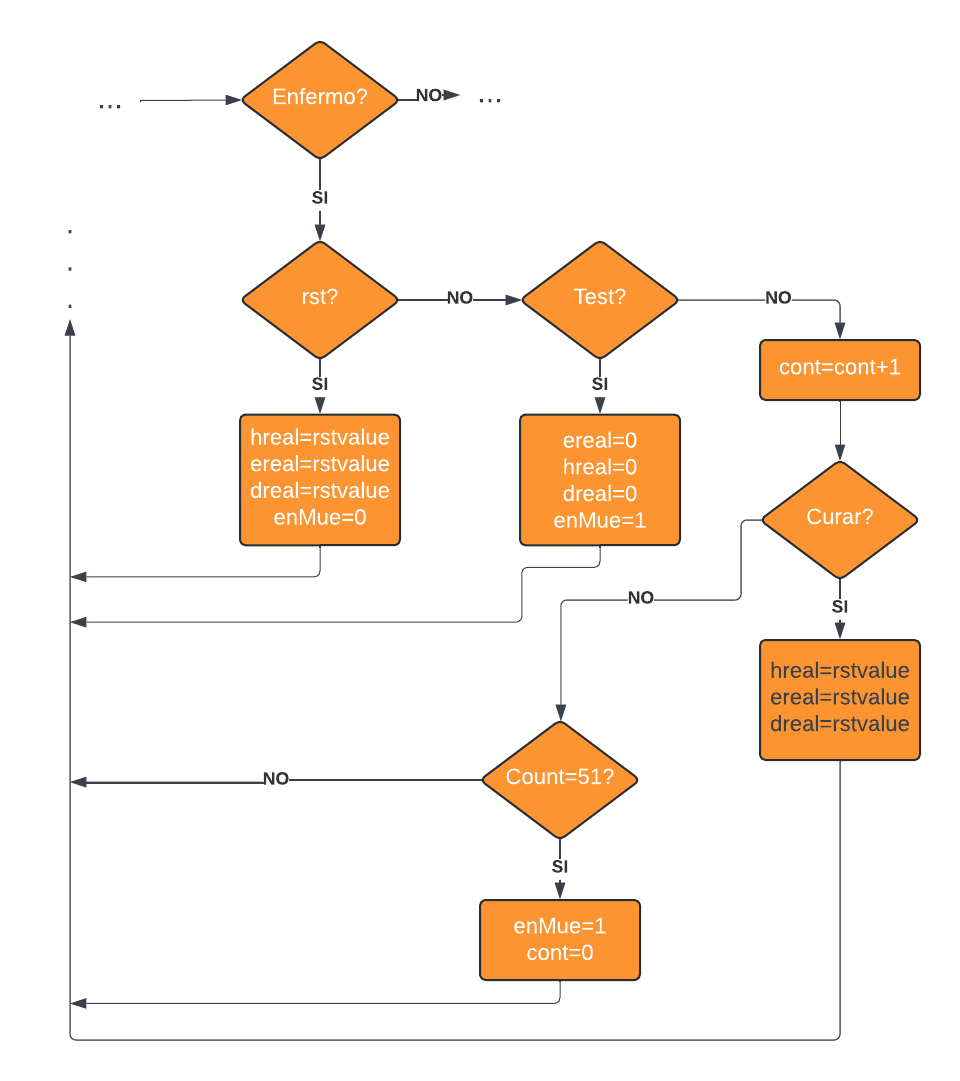 ...
Enfermo?
NO
...
SI
.
.
.
rst?
NO
Test?
NO
cont=cont+1
SI
SI
hreal=rstvalue
ereal=rstvalue
dreal=rstvalue
enMue=0
ereal=0
hreal=0
dreal=0
enMue=1
Curar?
NO
SI
hreal=rstvalue
ereal=rstvalue
dreal=rstvalue
Count=51?
NO
SI
enMue=1
cont=0